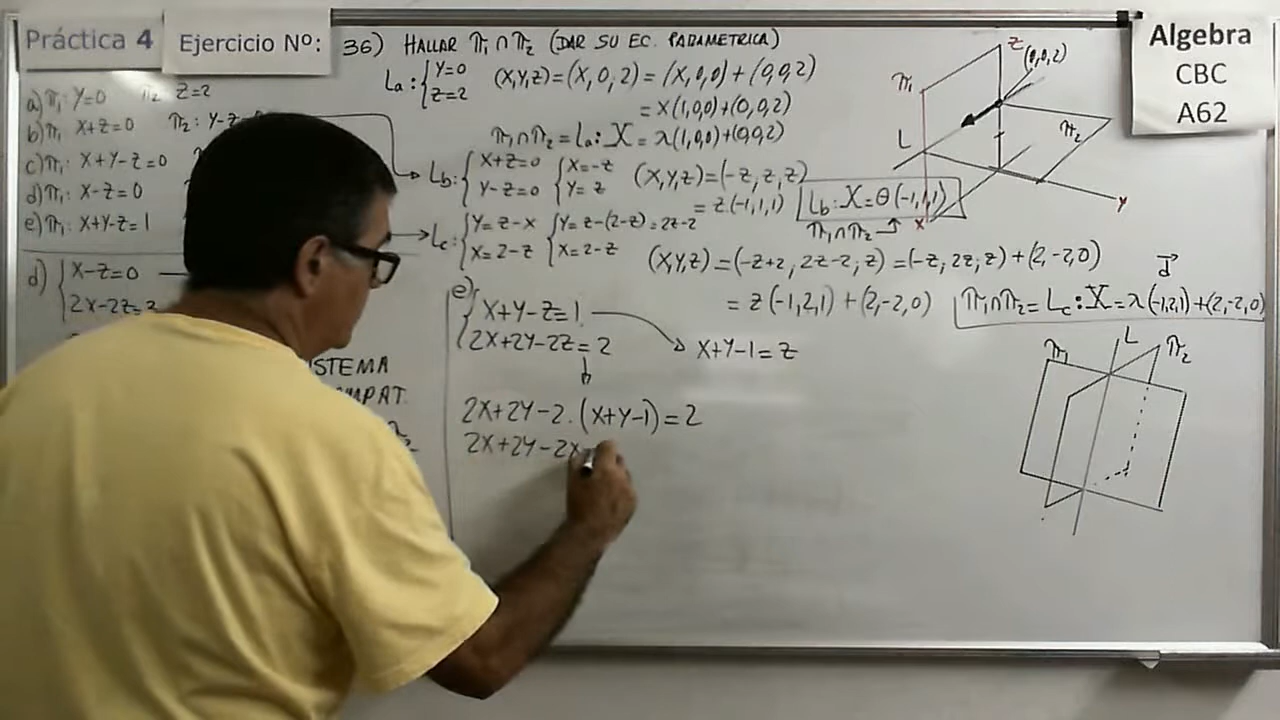 Práctica 4
Ejercicio Nº:
36) HALLAR π₁∩π₂ (DAR SU EC. PARAMETRICA)
Algebra
CBC
A62
a) π₁: Y=0 π₂ Z=2
b) π₁ X+Z=0 π₂: Y-Z=0
c) π₁: X+Y-Z=0
d) π₁: X-Z=0
e) π₁: X+Y-Z=1
La: { Y=0
Z=2
(X,Y,Z)=(X,0,2)=(X,0,0)+(0,0,2)
=X(1,0,0)+(0,0,2)
π₁∩π₂=La: X=λ(1,0,0)+(0,0,2)
Lb: { X+Z=0 { X=-Z
Y-Z=0 { Y=Z
(X,Y,Z)=(-Z,Z,Z)
=Z.(-1,1,1) Lb: X=θ(-1,1,1)
π₁∩π₂
Lc: { Y=Z-X { Y=Z-(2-Z)=2Z-2
X=2-Z { X=2-Z
(X,Y,Z)=(-Z+2,2Z-2,Z)=(-Z,2Z,Z)+(2,-2,0)
=Z(-1,2,1)+(2,-2,0)
d
π₁∩π₂=Lc: X=λ(-1,2,1)+(2,-2,0)
d) { X-Z=0
2X-2Z=
ISTEMA
MPAT.
e) { X+Y-Z=1
2X+2Y-2Z=2
X+Y-1=Z
2X+2Y-2.(X+Y-1)=2
2X+2Y-2X
Z
(0,0,2)
π₁
π₂
L
Y
X
π₁
L
π₂